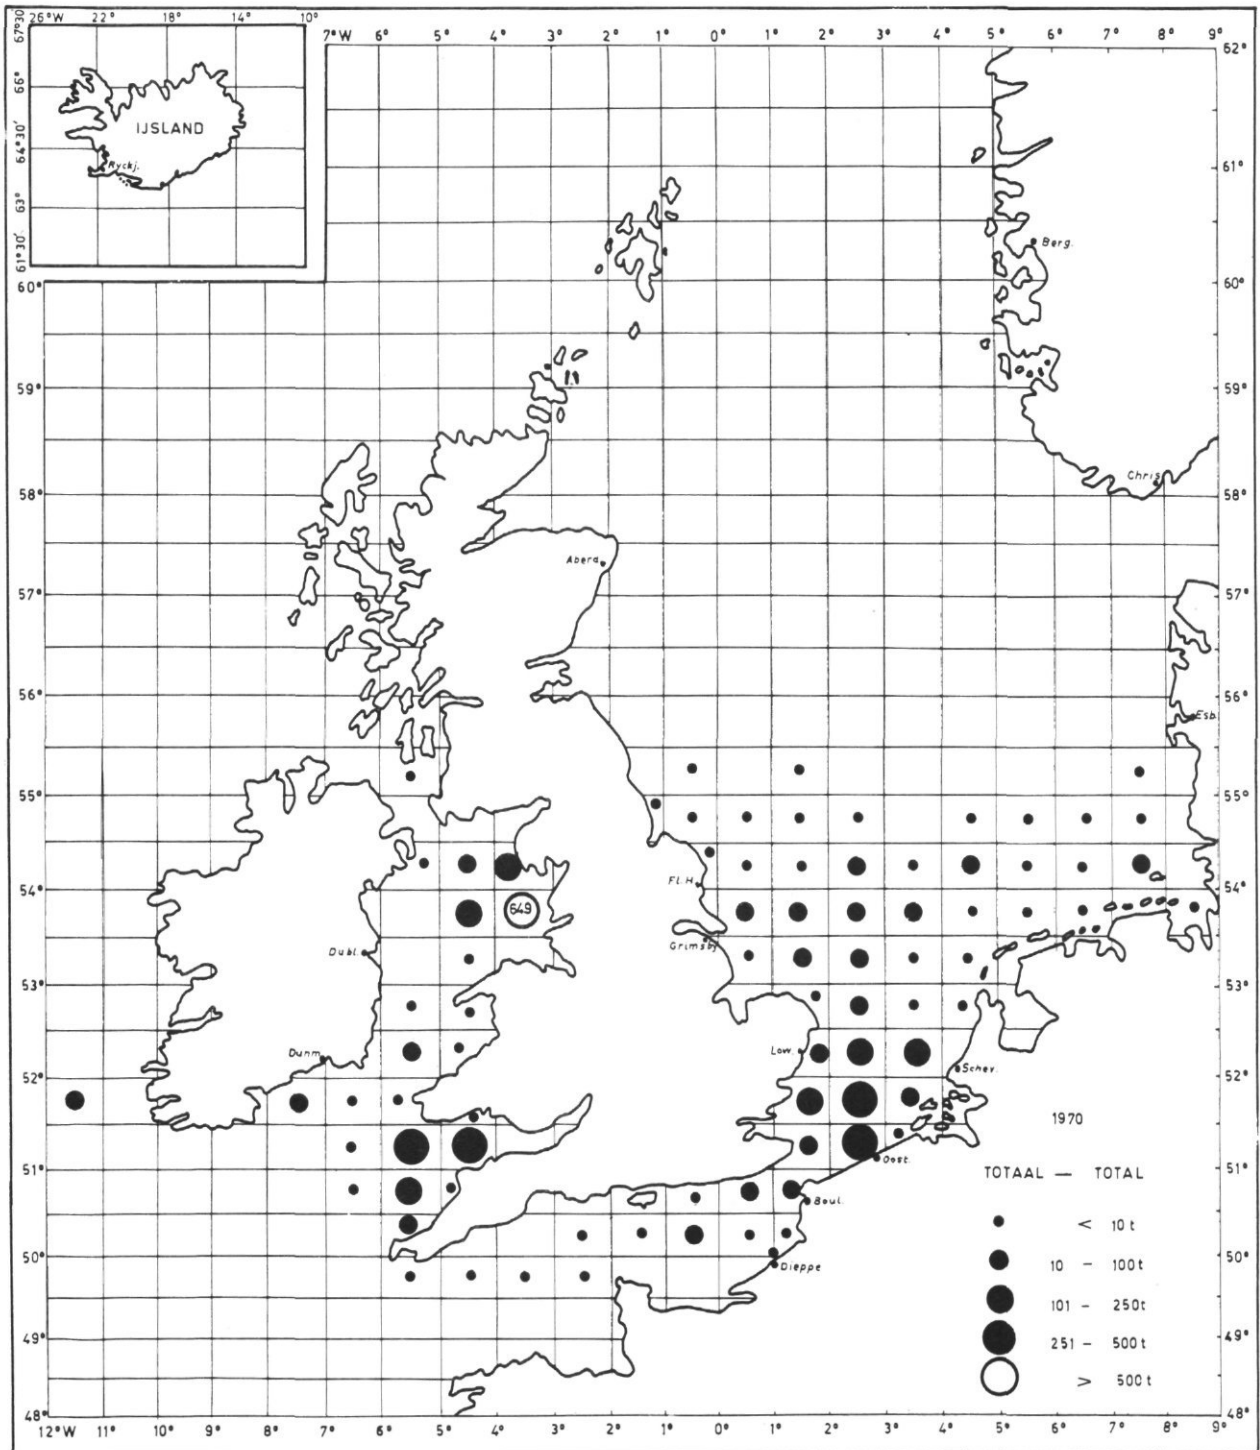 26°W 22° 18° 14° 10°
7°W 6° 5° 4° 3° 2° 1° 0° 1° 2° 3° 4° 5° 6° 7° 8° 9°
67°30'
66°
64°30'
63°
61°30'
IJSLAND
Ryckj.
62°
61°
60°
59°
58°
57°
56°
55°
54°
53°
52°
51°
50°
49°
48°
60°
59°
58°
57°
56°
55°
54°
53°
52°
51°
50°
49°
48°
Berg.
Chris
Aberd
Esb.
Fl.H.
649
Dubl.
Grimsby
Dunm.
Low.
Schev.
Oost.
Boul.
Dieppe
1970
TOTAAL — TOTAL
< 10 t
10 – 100 t
101 – 250 t
251 – 500 t
> 500 t
12°W 11° 10° 9° 8° 7° 6° 5° 4° 3° 2° 1° 0° 1° 2° 3° 4° 5° 6° 7° 8° 9°